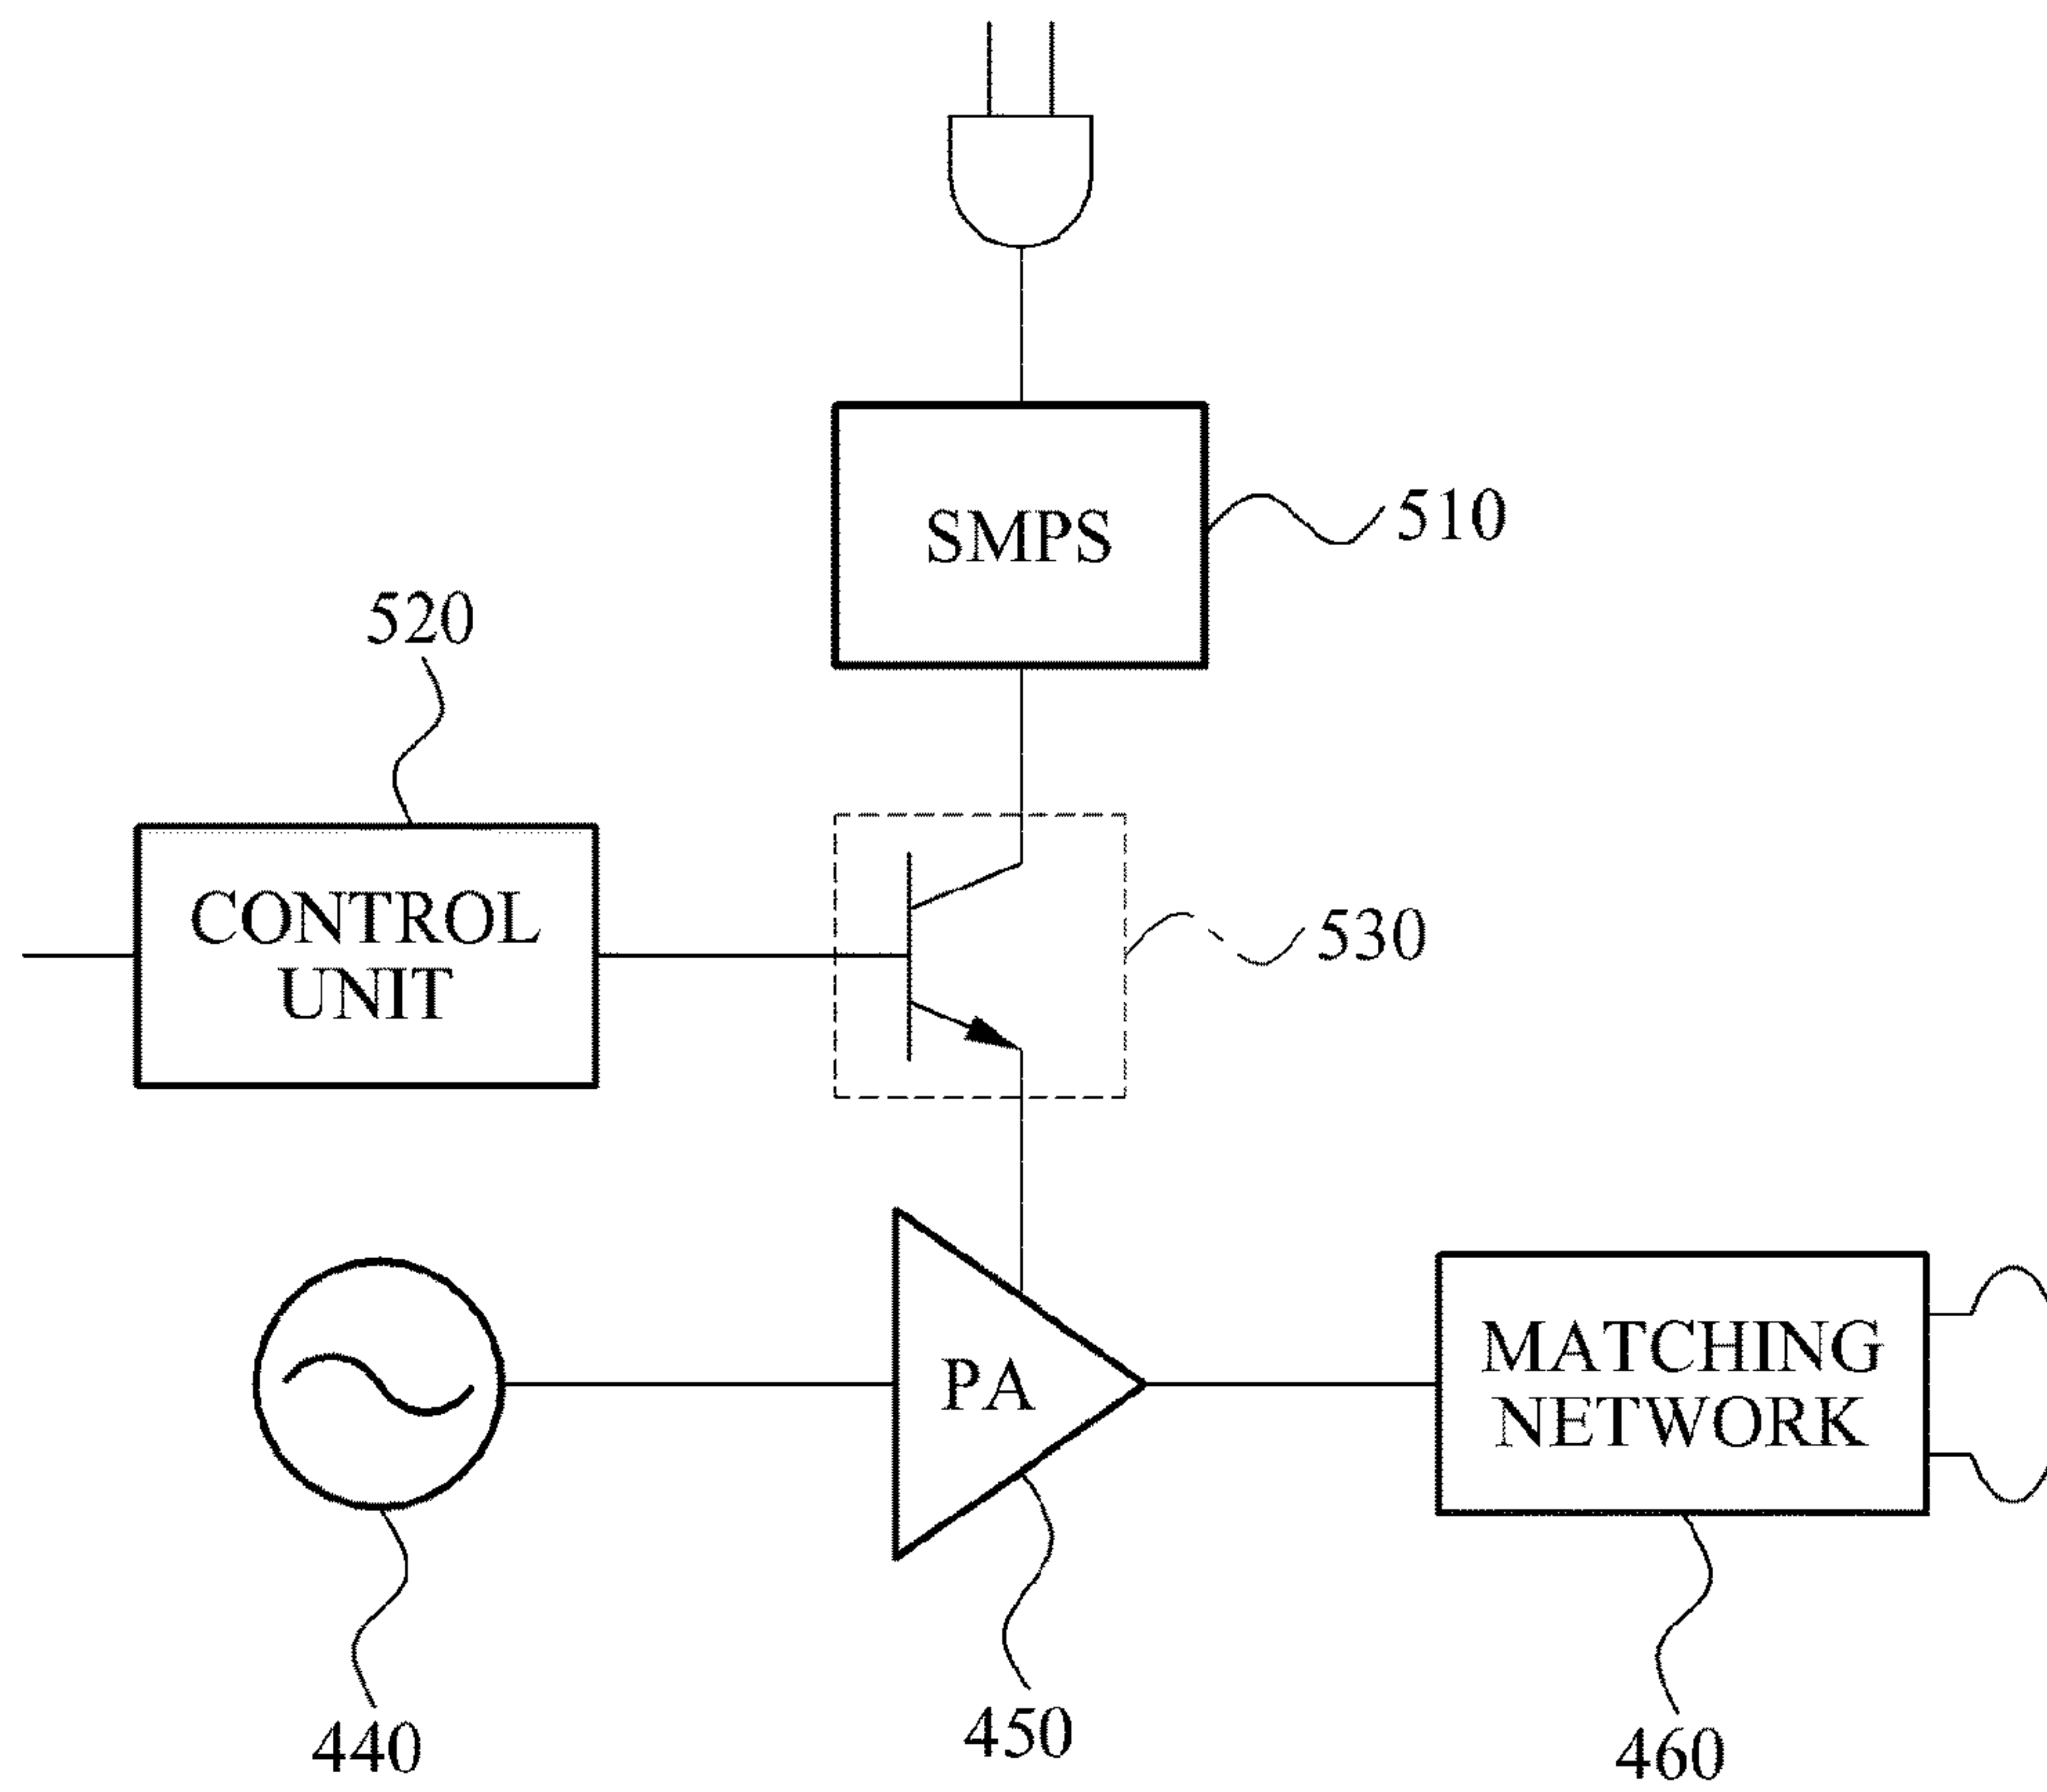 SMPS
510
520
CONTROL
UNIT
530
PA
MATCHING
NETWORK
440
450
460